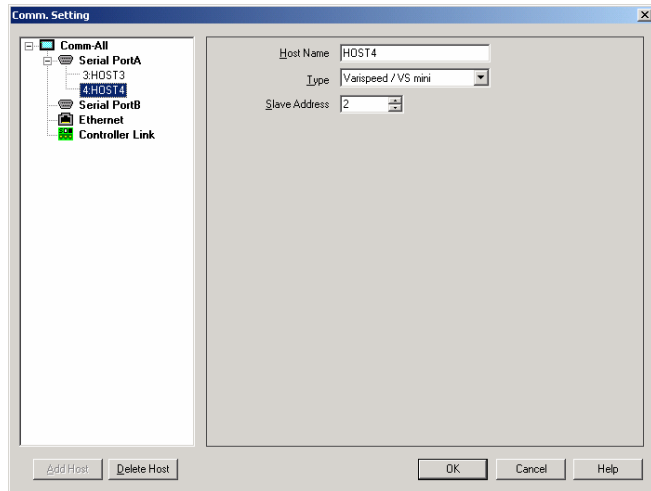 Comm. Setting
Comm-All
Serial PortA
3:HOST3
4:HOST4
Serial PortB
Ethernet
Controller Link
Host Name HOST4
Type Varispeed / VS mini
Slave Address 2
Add Host Delete Host OK Cancel Help